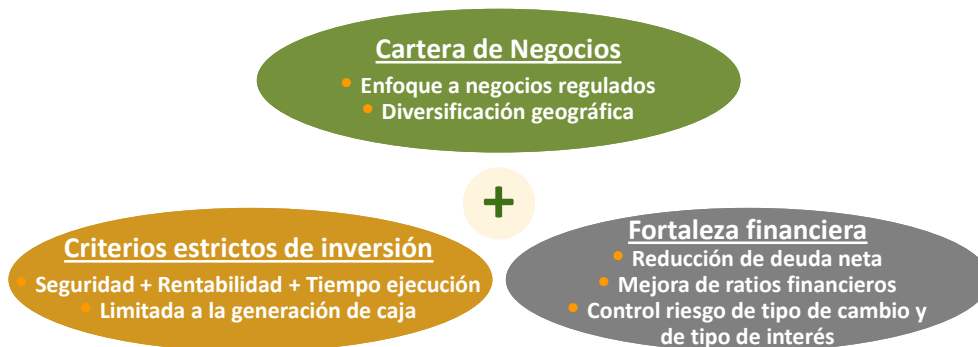 Cartera de Negocios
• Enfoque a negocios regulados
• Diversificación geográfica
+
Criterios estrictos de inversión
• Seguridad + Rentabilidad + Tiempo ejecución
• Limitada a la generación de caja
Fortaleza financiera
• Reducción de deuda neta
• Mejora de ratios financieros
• Control riesgo de tipo de cambio y
de tipo de interés